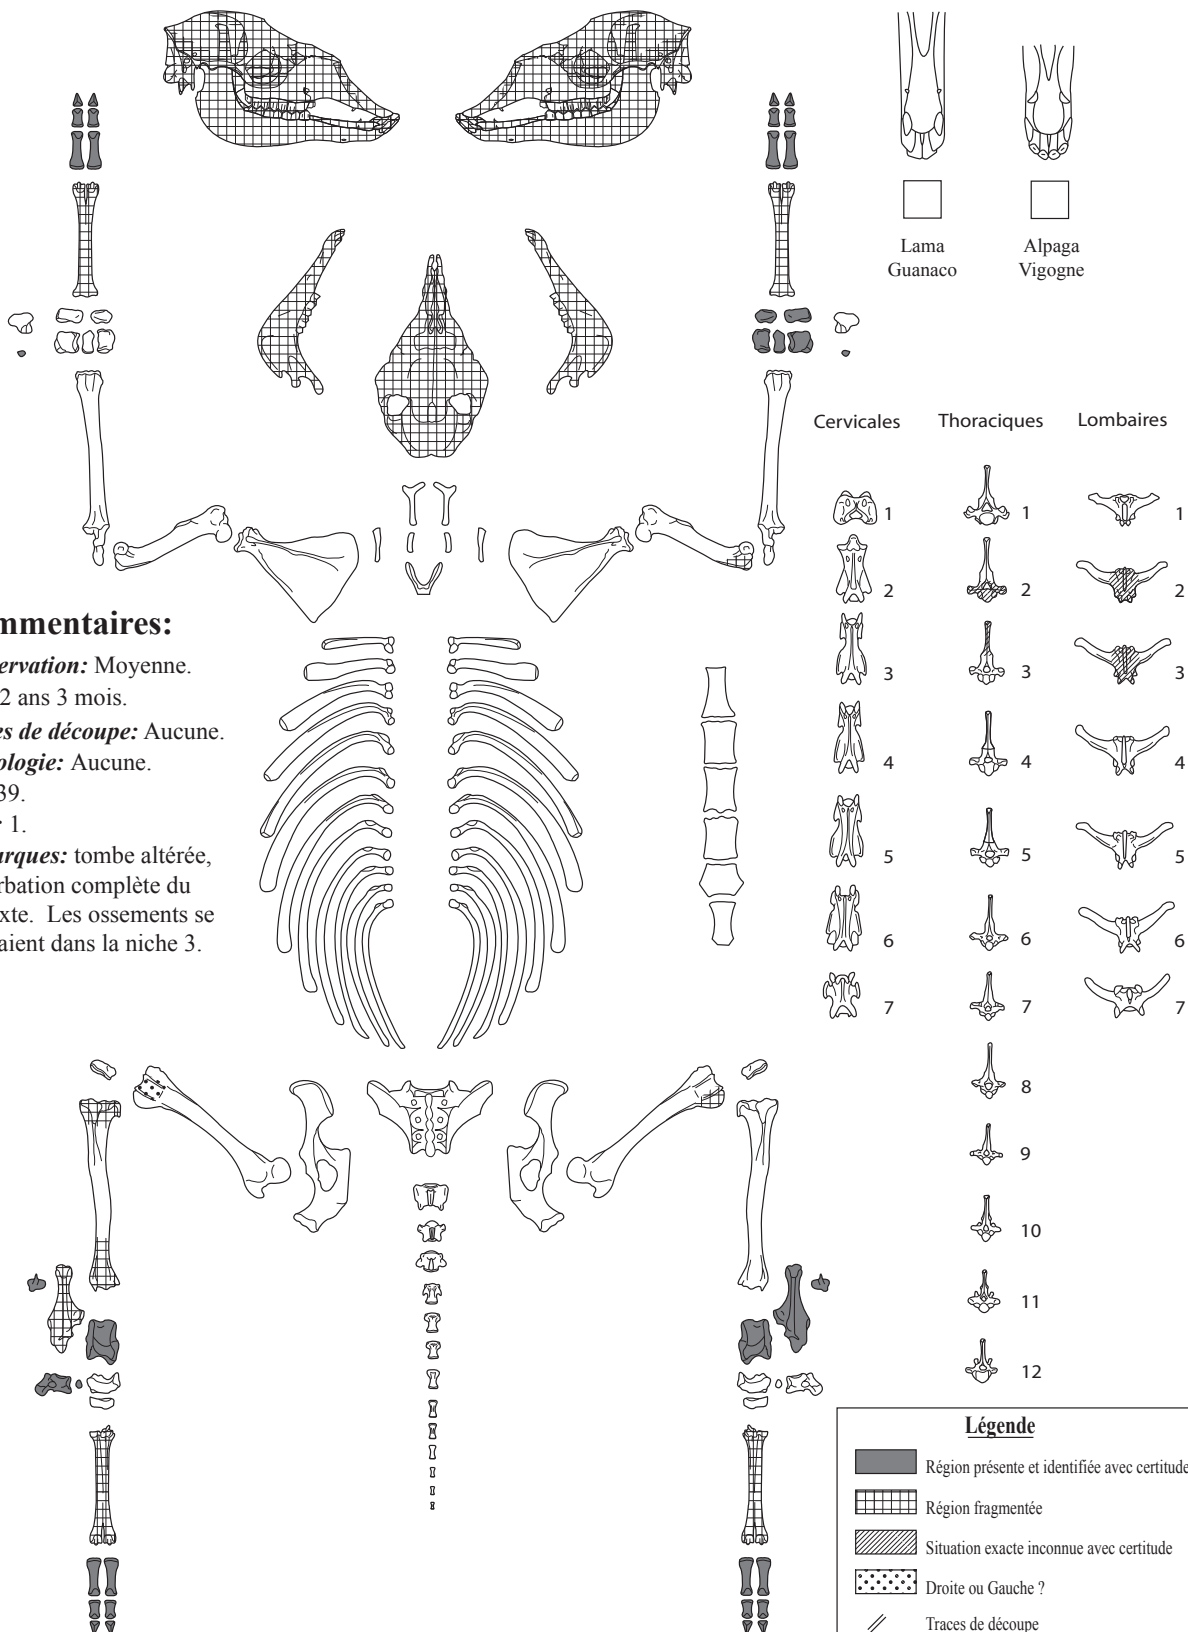 Lama
Guanaco
Alpaga
Vigogne
Cervicales
Thoraciques
Lombaires
1
2
3
4
5
6
7
1
2
3
4
5
6
7
8
9
10
11
12
1
2
3
4
5
6
7
mmentaires:
ervation: Moyenne.
2 ans 3 mois.
es de découpe: Aucune.
ologie: Aucune.
39.
: 1.
arques: tombe altérée,
rbation complète du
xte. Les ossements se
aient dans la niche 3.
Légende
Région présente et identifiée avec certitude
Région fragmentée
Situation exacte inconnue avec certitude
Droite ou Gauche ?
Traces de découpe